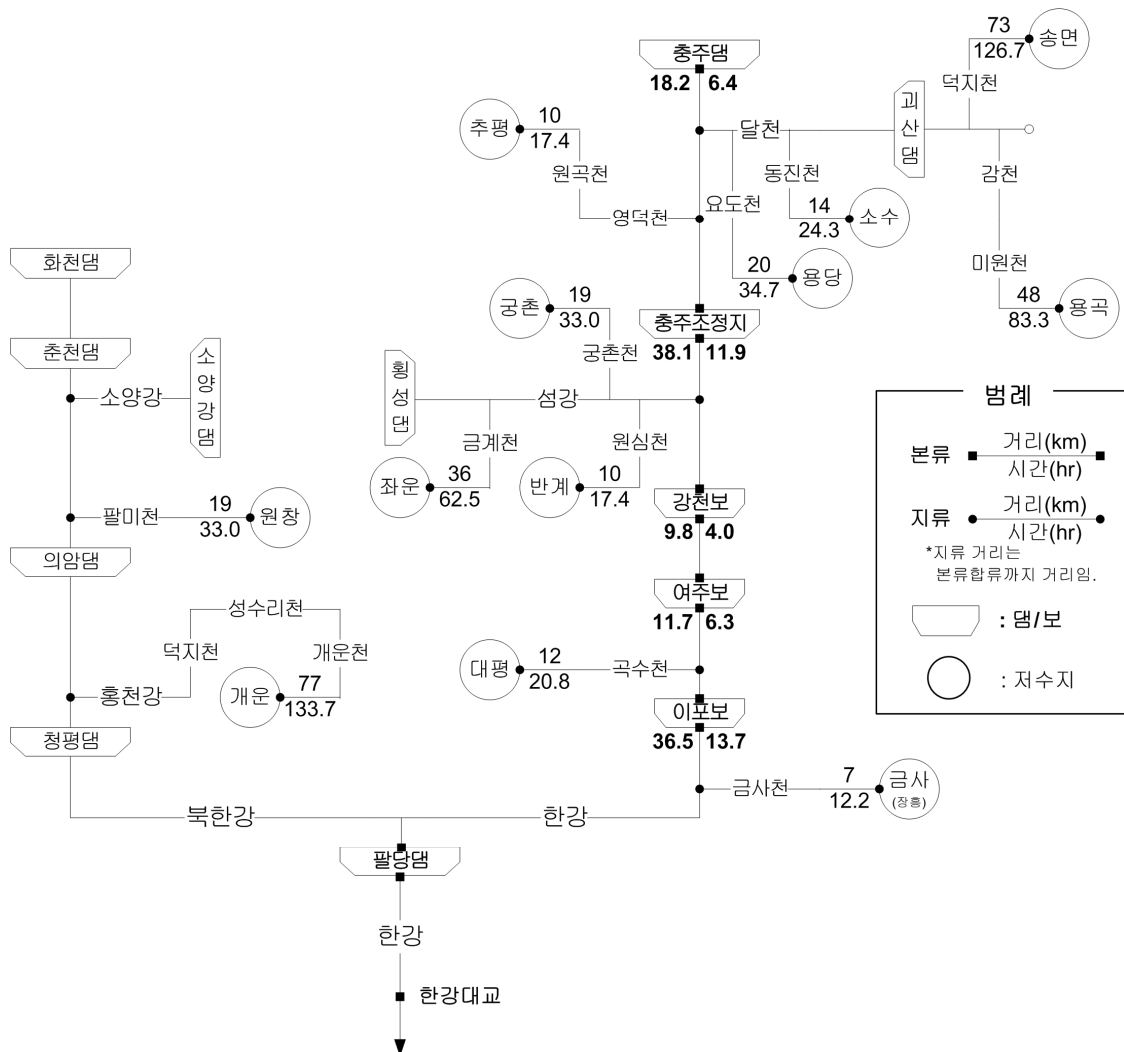 73
126.7
송면
충주댐
18.2 6.4
덕지천
추평
10
17.4
달천
괴산댐
원곡천
동진천
감천
요도천
영덕천
14
24.3
소수
화천댐
미원천
20
34.7
용당
궁촌
19
33.0
48
83.3
용곡
충주조정지
38.1 11.9
춘천댐
궁촌천
소양강
소양강댐
횡성댄
섬강
금계천
원심천
좌운
36
62.5
반계
10
17.4
강천보
9.8 4.0
팔미천
19
33.0
원창
의암댐
여주보
11.7 6.3
성수리천
덕지천
개운천
대평
12
20.8
곡수천
홍천강
개운
77
133.7
이포보
36.5 13.7
청평댐
금사천
7
12.2
금사
(장흥)
북한강
한강
팔당댐
한강
한강대교
범례
본류 거리(km)
시간(hr)
지류 거리(km)
시간(hr)
*지류 거리는
본류합류까지 거리임.
: 댐/보
: 저수지